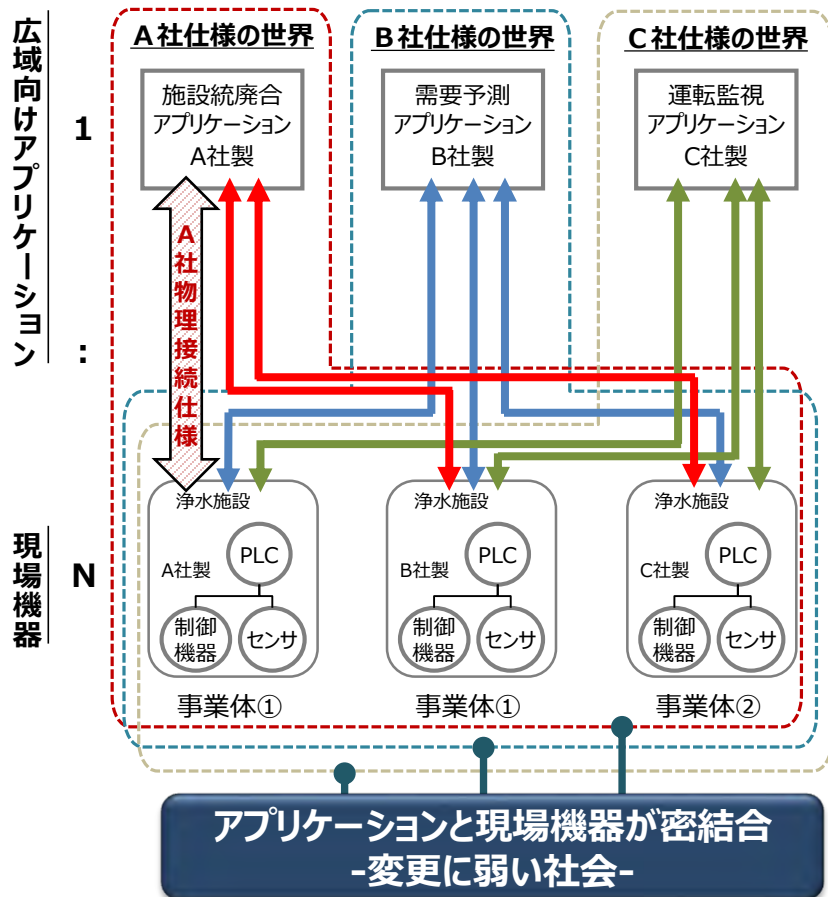 広域向けアプリケーション
1
:
現場機器
N
A社仕様の世界
B社仕様の世界
C社仕様の世界
施設統廃合
アプリケーション
A社製
需要予測
アプリケーション
B社製
運転監視
アプリケーション
C社製
A社物理接続仕様
浄水施設
A社製
PLC
制御
機器
センサ
事業体①
浄水施設
B社製
PLC
制御
機器
センサ
事業体①
浄水施設
C社製
PLC
制御
機器
センサ
事業体②
アプリケーションと現場機器が密結合
-変更に弱い社会-